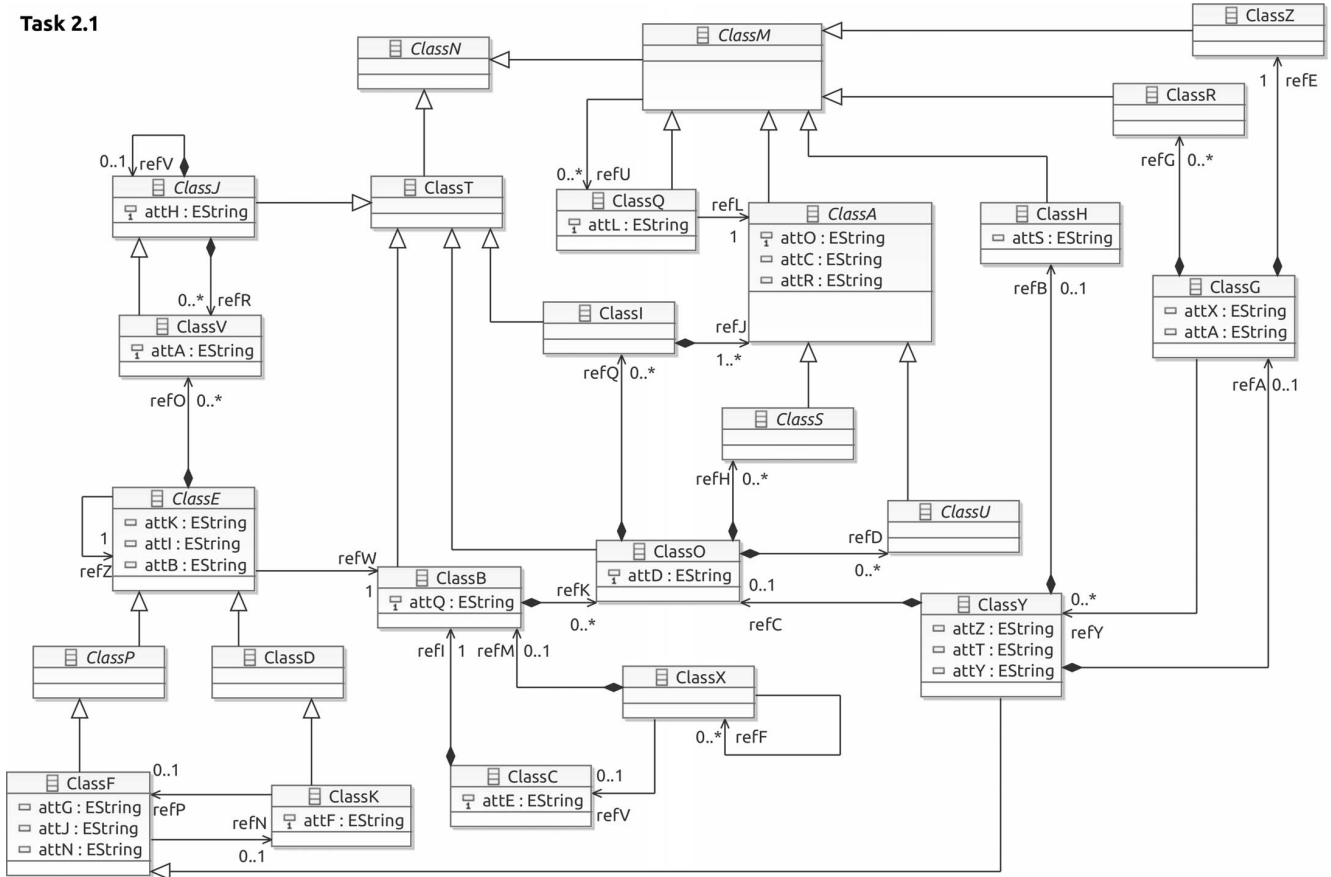 Task 2.1
ClassZ
ClassN
ClassM
1 refE
ClassR
0..1 refV
refG 0..*
ClassJ
attH : EString
ClassT
0..* refU
ClassQ
attL : EString
refL
1
ClassA
attO : EString
attC : EString
attR : EString
ClassH
attS : EString
refB 0..1
ClassG
attX : EString
attA : EString
0..* refR
ClassV
attA : EString
ClassI
refJ
1..*
refQ 0..*
refA 0..1
refO 0..*
ClassS
refH 0..*
ClassE
attK : EString
attI : EString
attB : EString
1
refZ
ClassU
refD
0..*
refW
1
ClassB
attQ : EString
refK
0..*
ClassO
attD : EString
0..1
refC
ClassY
attZ : EString
attT : EString
attY : EString
0..*
refY
refI 1
refM 0..1
ClassP
ClassD
ClassX
0..* refF
ClassF
attG : EString
attJ : EString
attN : EString
0..1
refP
refN
0..1
ClassK
attF : EString
ClassC
attE : EString
0..1
refV